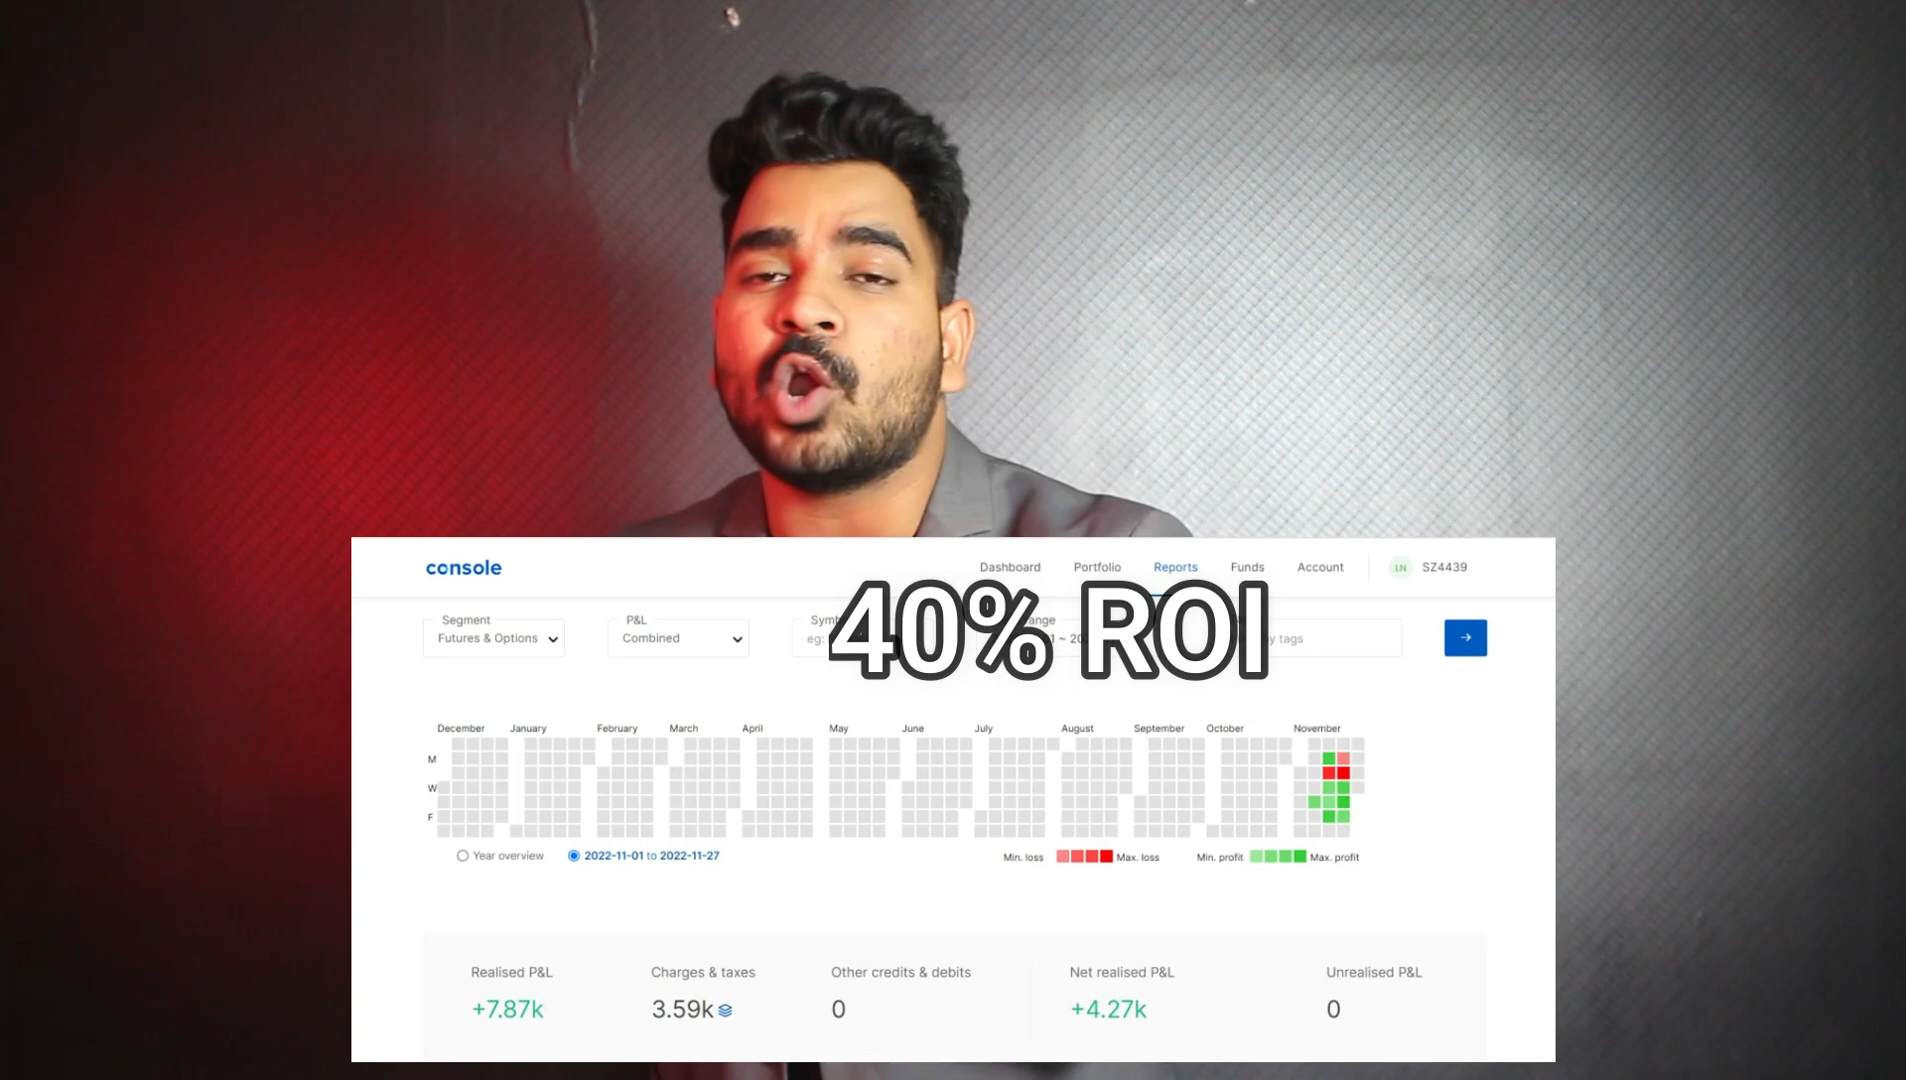 console
Dashboard Portfolio Reports Funds Account LN SZ4439
40% ROI
Segment P&L
Futures & Options Combined eg: by tags
December January February March April May June July August September October November
M
W
F
Year overview 2022-11-01 to 2022-11-27 Min. loss Max. loss Min. profit Max. profit
Realised P&L Charges & taxes Other credits & debits Net realised P&L Unrealised P&L
+7.87k 3.59k 0 +4.27k 0